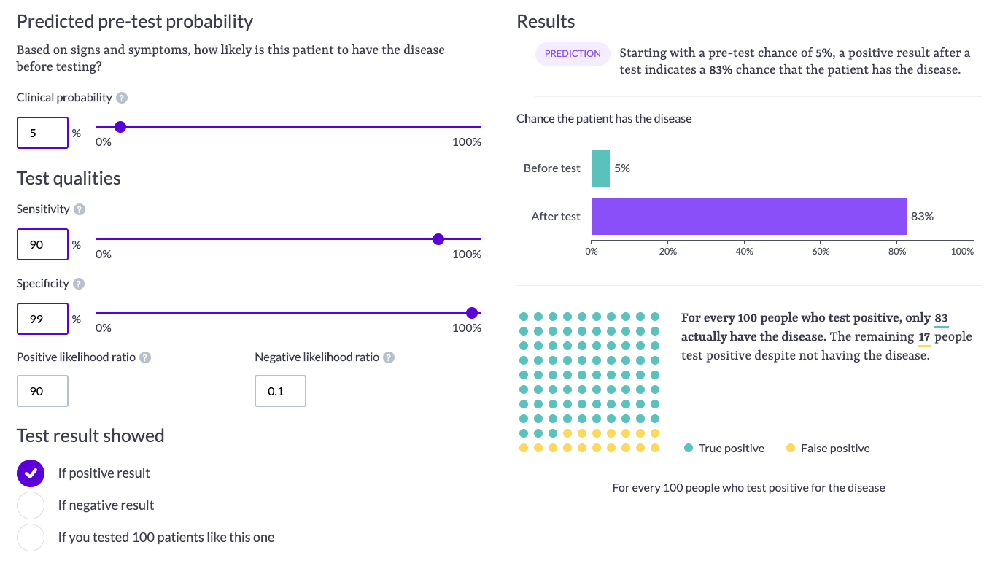 Predicted pre-test probability
Based on signs and symptoms, how likely is this patient to have the disease
before testing?
Clinical probability ?
5 %
0% 100%
Test qualities
Sensitivity ?
90 %
0% 100%
Specificity ?
99 %
0% 100%
Positive likelihood ratio ? Negative likelihood ratio ?
90 0.1
Test result showed
If positive result
If negative result
If you tested 100 patients like this one
Results
PREDICTION Starting with a pre-test chance of 5%, a positive result after a
test indicates a 83% chance that the patient has the disease.
Chance the patient has the disease
Before test 5%
After test 83%
0% 20% 40% 60% 80% 100%
For every 100 people who test positive, only 83
actually have the disease. The remaining 17 people
test positive despite not having the disease.
True positive False positive
For every 100 people who test positive for the disease